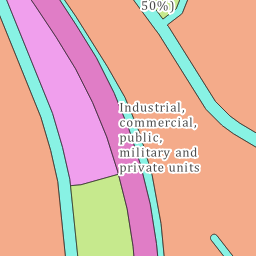 50%)
Industrial,
commercial,
public,
military and
private units